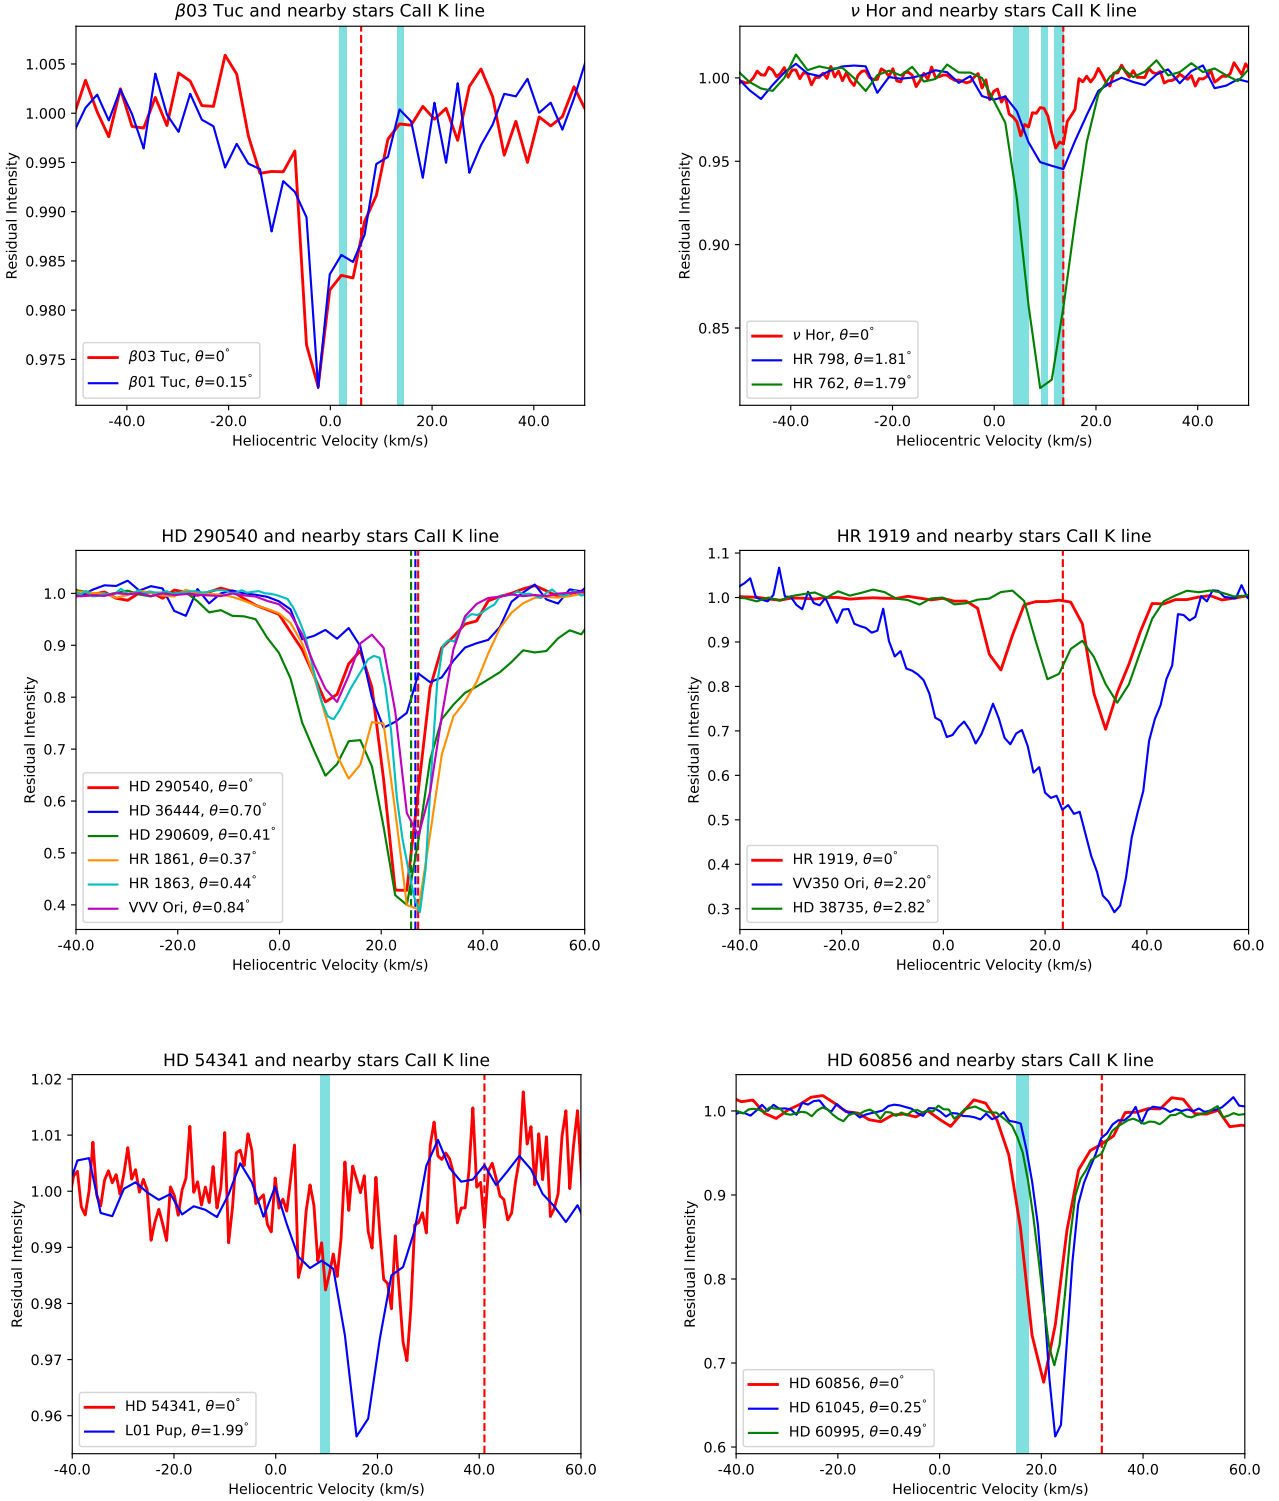 β03 Tuc and nearby stars CaII K line
1.005
1.000
0.995
0.990
0.985
0.980
0.975
Residual Intensity
β03 Tuc, θ=0°
β01 Tuc, θ=0.15°
-40.0 -20.0 0.0 20.0 40.0
Heliocentric Velocity (km/s)
ν Hor and nearby stars CaII K line
1.00
0.95
0.90
0.85
Residual Intensity
ν Hor, θ=0°
HR 798, θ=1.81°
HR 762, θ=1.79°
-40.0 -20.0 0.0 20.0 40.0
Heliocentric Velocity (km/s)
HD 290540 and nearby stars CaII K line
1.0
0.9
0.8
0.7
0.6
0.5
0.4
Residual Intensity
HD 290540, θ=0°
HD 36444, θ=0.70°
HD 290609, θ=0.41°
HR 1861, θ=0.37°
HR 1863, θ=0.44°
VVV Ori, θ=0.84°
-40.0 -20.0 0.0 20.0 40.0 60.0
Heliocentric Velocity (km/s)
HR 1919 and nearby stars CaII K line
1.1
1.0
0.9
0.8
0.7
0.6
0.5
0.4
0.3
Residual Intensity
HR 1919, θ=0°
VV350 Ori, θ=2.20°
HD 38735, θ=2.82°
-40.0 -20.0 0.0 20.0 40.0 60.0
Heliocentric Velocity (km/s)
HD 54341 and nearby stars CaII K line
1.02
1.01
1.00
0.99
0.98
0.97
0.96
Residual Intensity
HD 54341, θ=0°
L01 Pup, θ=1.99°
-40.0 -20.0 0.0 20.0 40.0 60.0
Heliocentric Velocity (km/s)
HD 60856 and nearby stars CaII K line
1.0
0.9
0.8
0.7
0.6
Residual Intensity
HD 60856, θ=0°
HD 61045, θ=0.25°
HD 60995, θ=0.49°
-40.0 -20.0 0.0 20.0 40.0 60.0
Heliocentric Velocity (km/s)